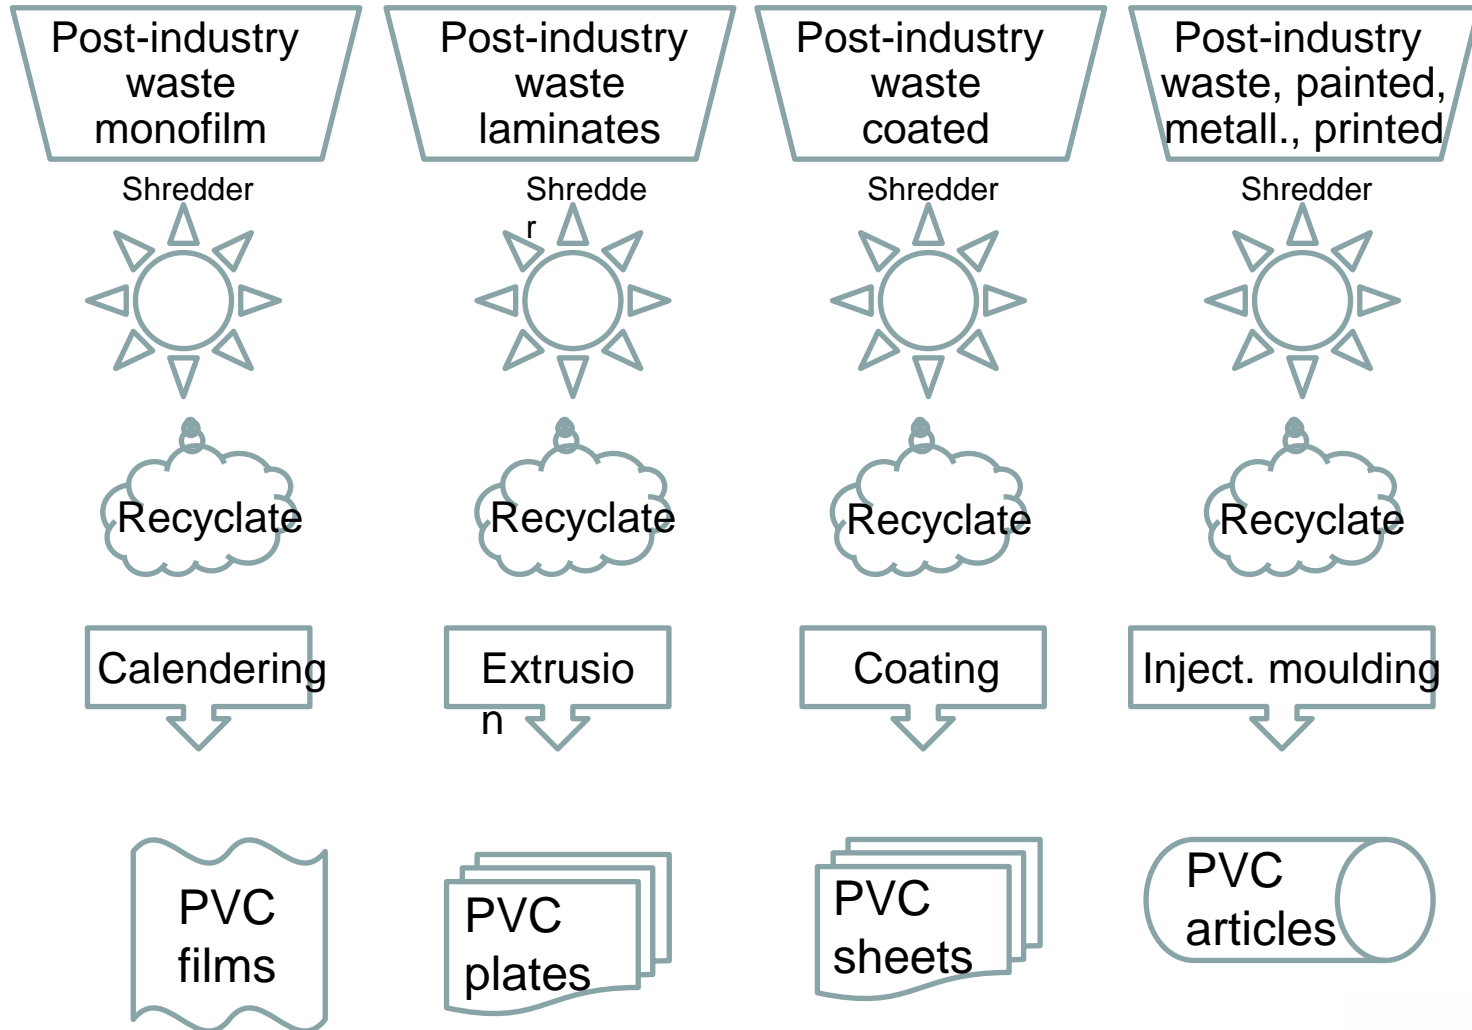 Post-industry
waste
monofilm
Post-industry
waste
laminates
Post-industry
waste
coated
Post-industry
waste, painted,
metall., printed
Shredder
Shredde
r
Shredder
Shredder
Recyclate
Recyclate
Recyclate
Recyclate
Calendering
Extrusio
n
Coating
Inject. moulding
PVC
films
PVC
plates
PVC
sheets
PVC
articles